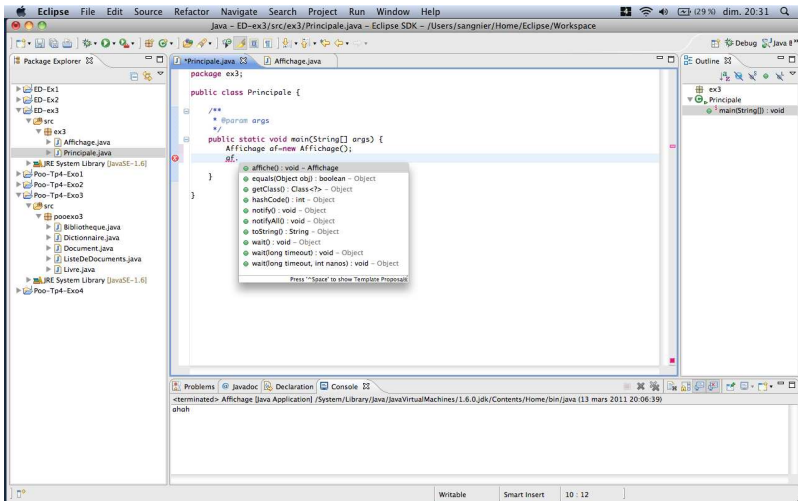 Eclipse File Edit Source Refactor Navigate Search Project Run Window Help (29 %) dim. 20:31
Java – ED-ex3/src/ex3/Principale.java – Eclipse SDK – /Users/sangnier/Home/Eclipse/Workspace
Debug Java
Package Explorer
ED-Ex1
ED-Ex2
ED-ex3
src
ex3
Affichage.java
Principale.java
JRE System Library [JavaSE-1.6]
Poo-Tp4-Exo1
Poo-Tp4-Exo2
Poo-Tp4-Exo3
src
pooexo3
Bibliotheque.java
Dictionnaire.java
Document.java
ListeDeDocuments.java
Livre.java
JRE System Library [JavaSE-1.6]
Poo-Tp4-Exo4
*Principale.java Affichage.java
package ex3;
public class Principale {
/**
* @param args
*/
public static void main(String[] args) {
Affichage af=new Affichage();
af.
}
}
affiche() : void – Affichage
equals(Object obj) : boolean – Object
getClass() : Class<?> – Object
hashCode() : int – Object
notify() : void – Object
notifyAll() : void – Object
toString() : String – Object
wait() : void – Object
wait(long timeout) : void – Object
wait(long timeout, int nanos) : void – Object
Press '^Space' to show Template Proposals
Outline
ex3
Principale
main(String[]) : void
Problems @ Javadoc Declaration Console
<terminated> Affichage [Java Application] /System/Library/Java/JavaVirtualMachines/1.6.0.jdk/Contents/Home/bin/java (13 mars 2011 20:06:39)
ahah
Writable Smart Insert 10 : 12